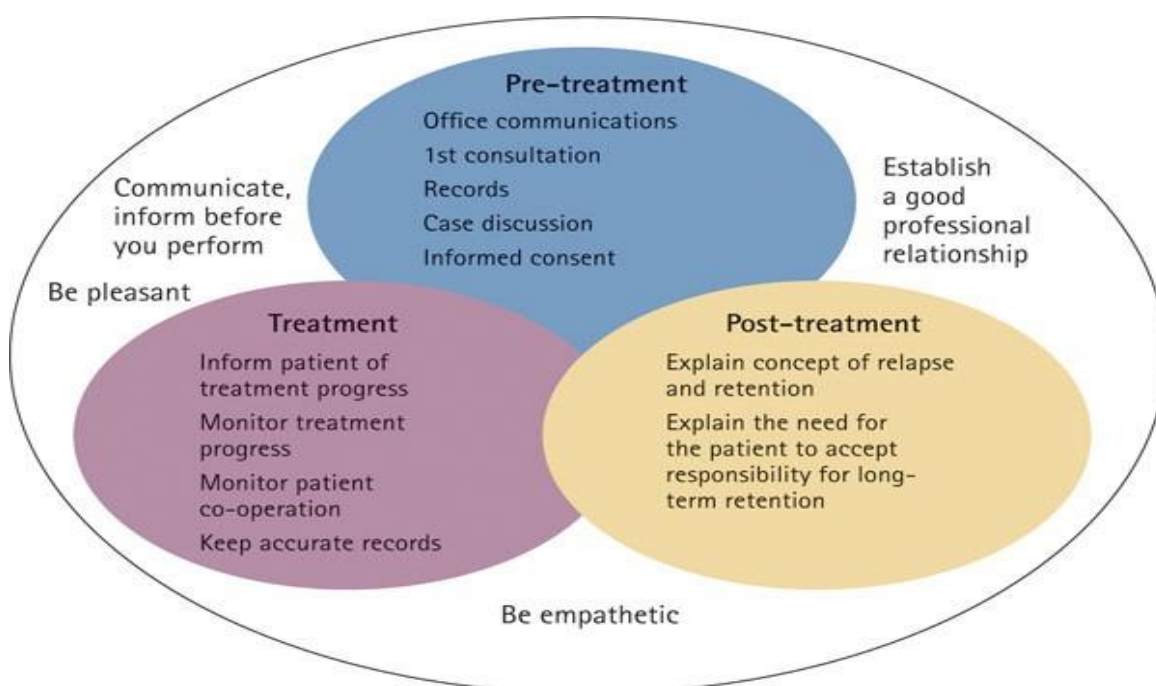 Pre-treatment
Office communications
1st consultation
Records
Case discussion
Informed consent
Communicate,
inform before
you perform
Be pleasant
Establish
a good
professional
relationship
Treatment
Inform patient of
treatment progress
Monitor treatment
progress
Monitor patient
co-operation
Keep accurate records
Post-treatment
Explain concept of relapse
and retention
Explain the need for
the patient to accept
responsibility for long-
term retention
Be empathetic